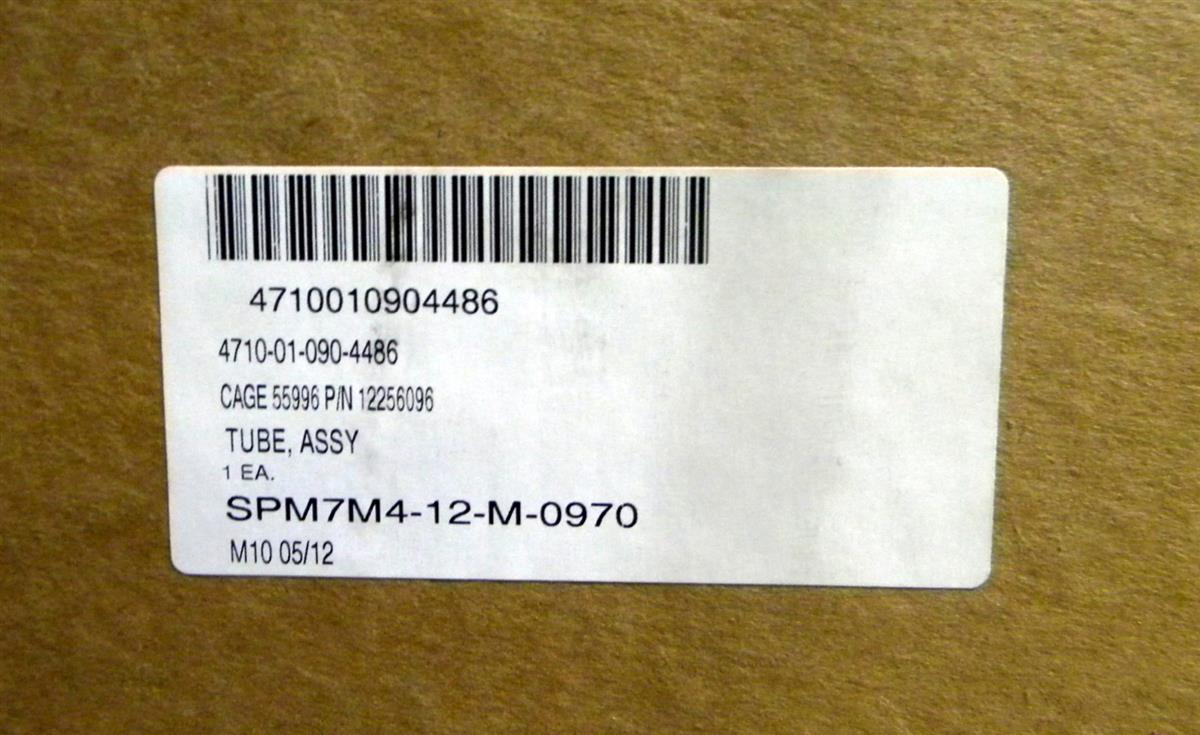 4710010904486
4710-01-090-4486
CAGE 55996 P/N 12256096
TUBE, ASSY
1 EA.
SPM7M4-12-M-0970
M10 05/12